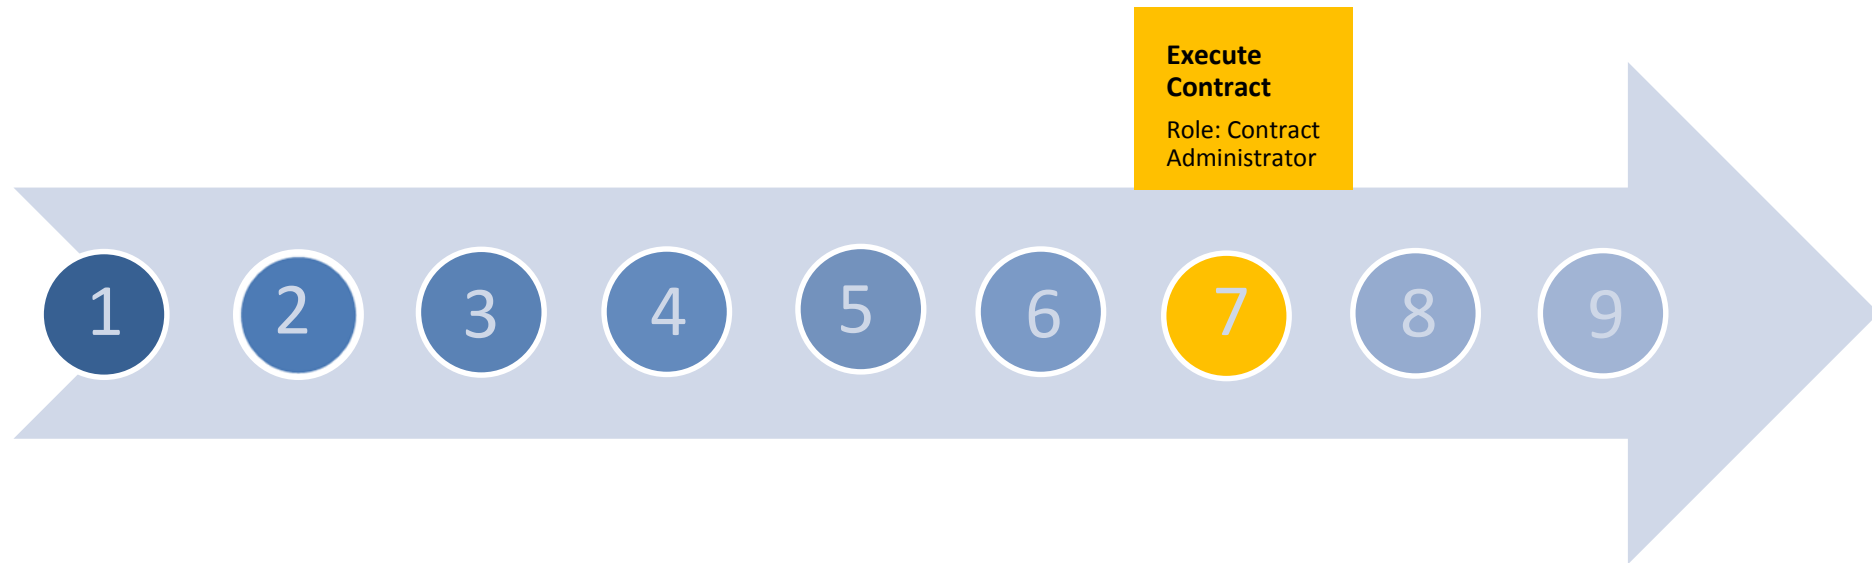 Execute
Contract
Role: Contract
Administrator
1 2 3 4 5 6 7 8 9